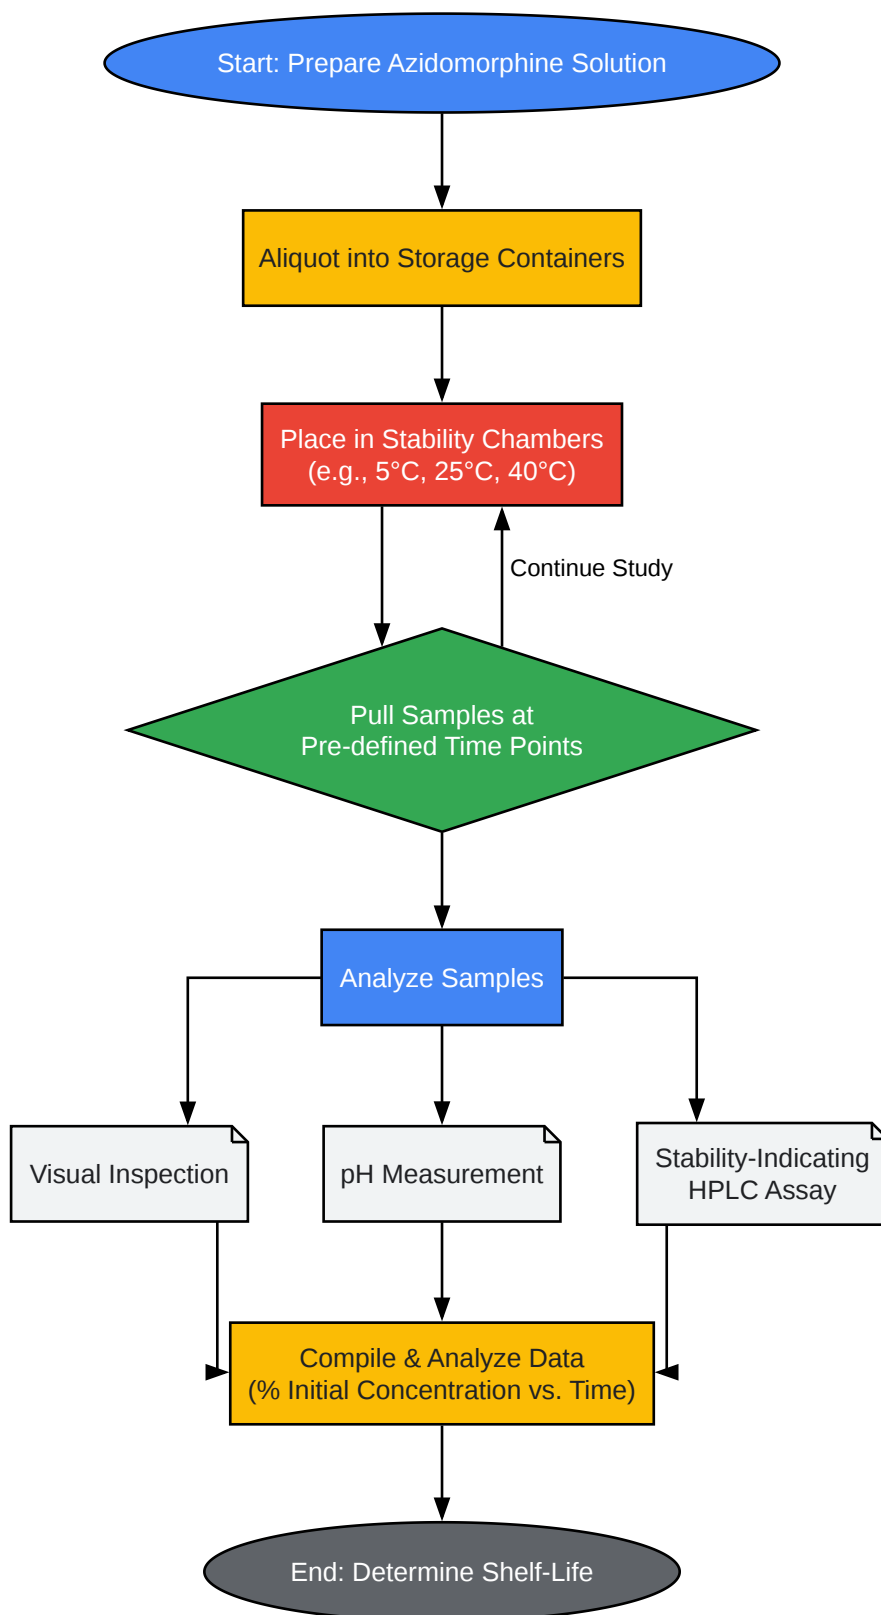 Start: Prepare Azidomorphine Solution
Aliquot into Storage Containers
Place in Stability Chambers
(e.g., 5°C, 25°C, 40°C)
Continue Study
Pull Samples at
Pre-defined Time Points
Analyze Samples
Visual Inspection
pH Measurement
Stability-Indicating
HPLC Assay
Compile & Analyze Data
(% Initial Concentration vs. Time)
End: Determine Shelf-Life